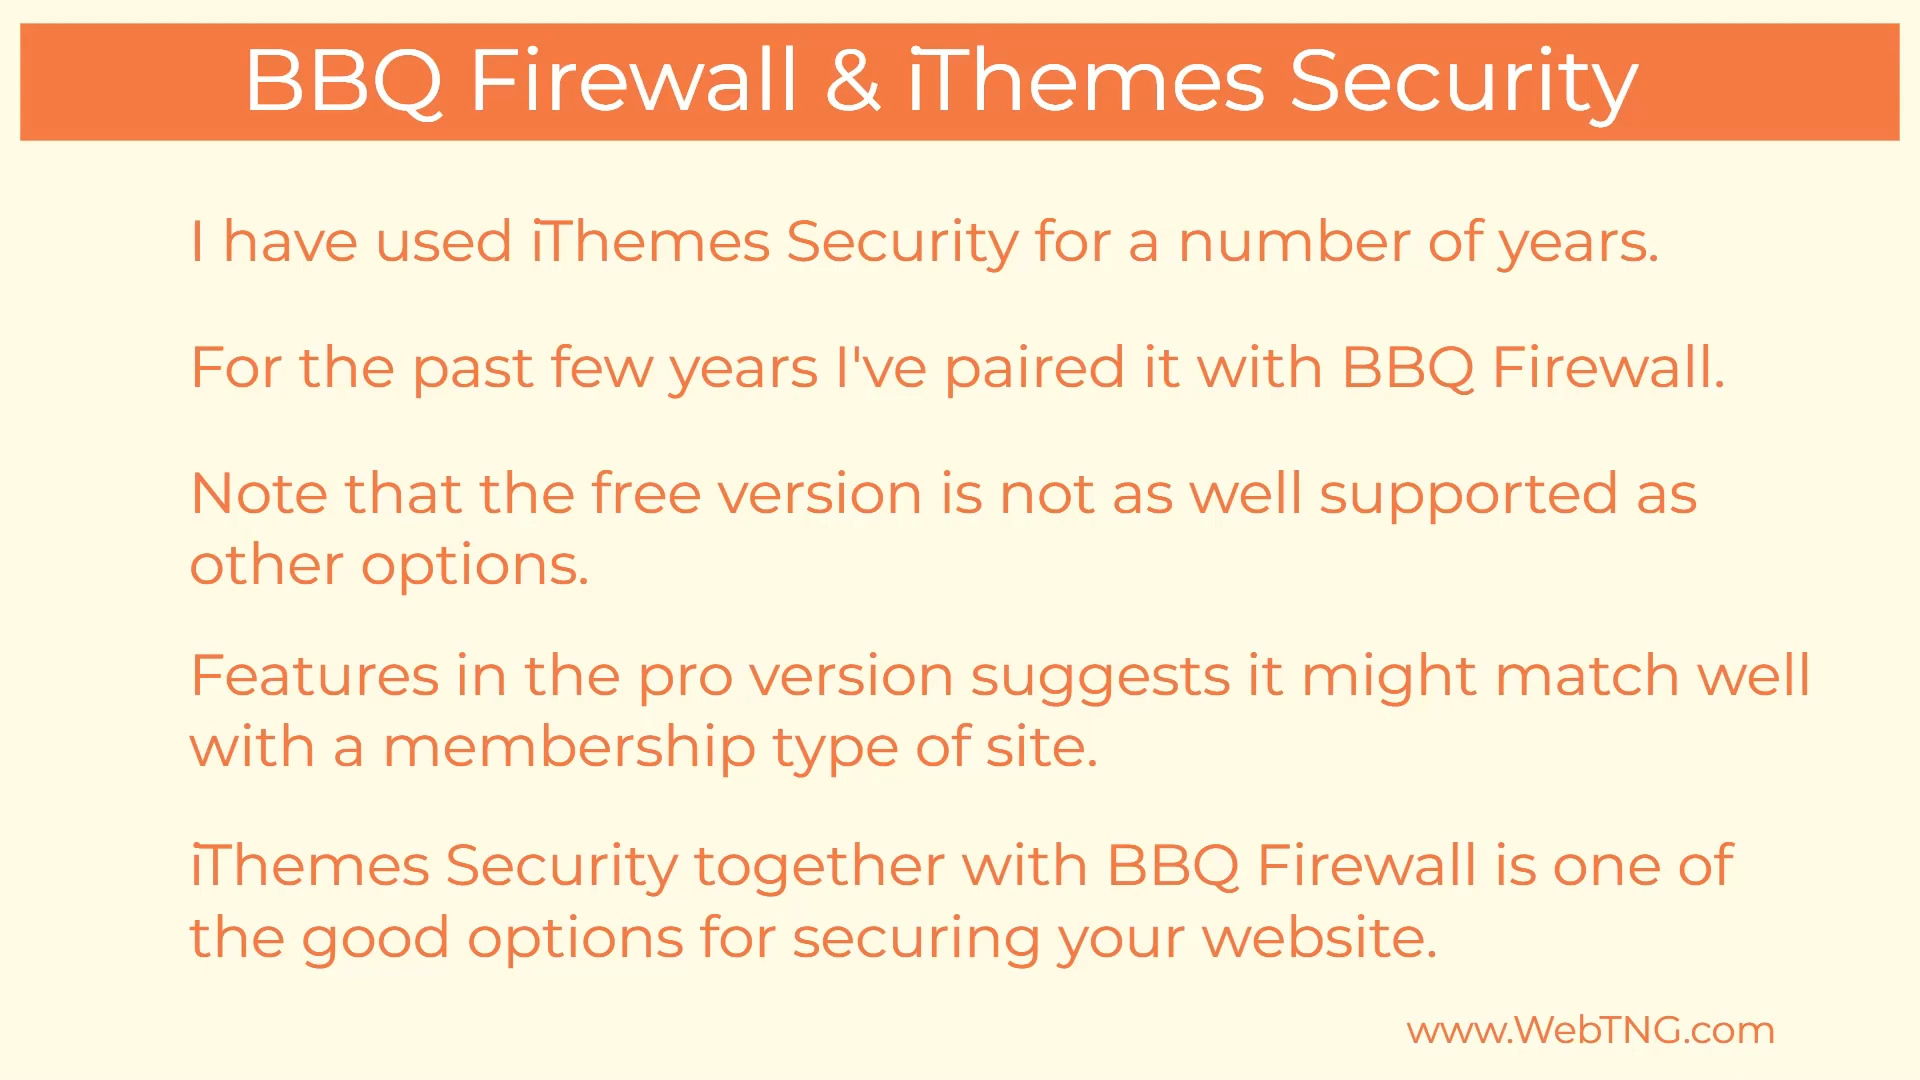 BBQ Firewall & iThemes Security
I have used iThemes Security for a number of years.
For the past few years I've paired it with BBQ Firewall.
Note that the free version is not as well supported as
other options.
Features in the pro version suggests it might match well
with a membership type of site.
iThemes Security together with BBQ Firewall is one of
the good options for securing your website.
www.WebTNG.com